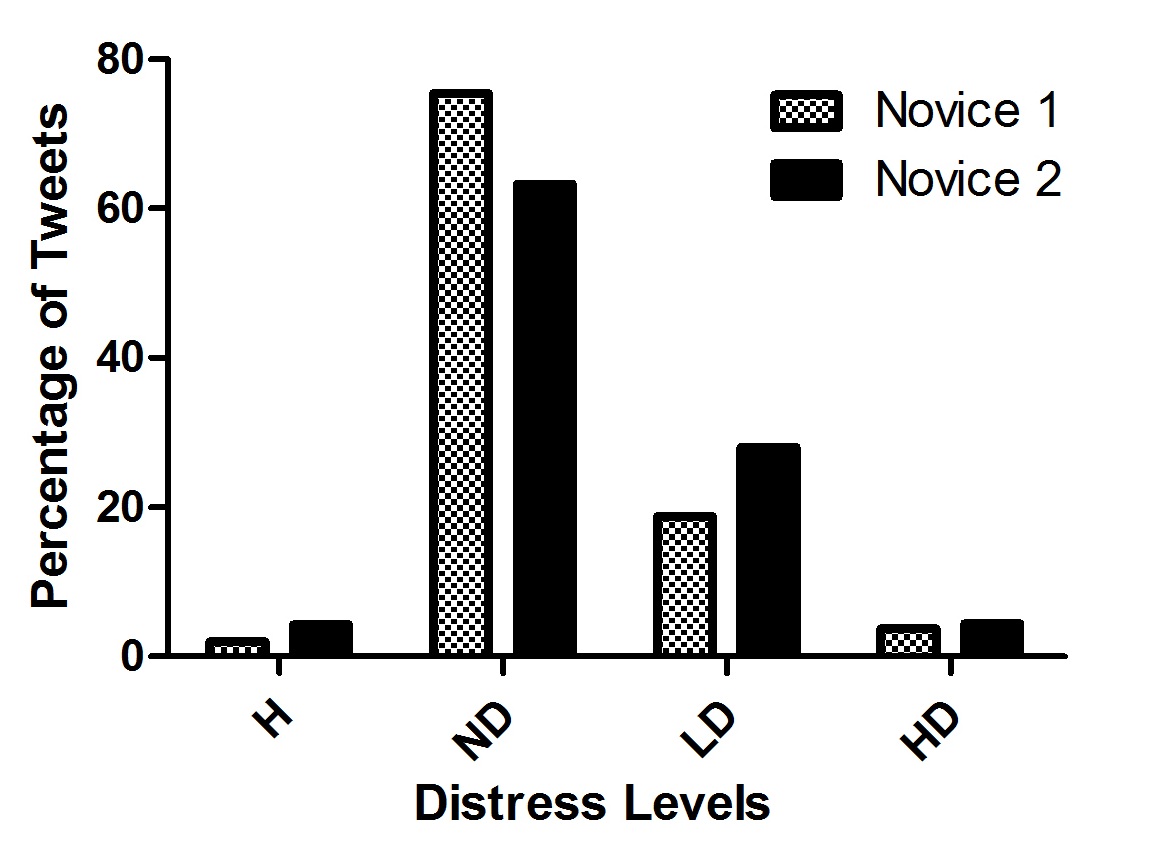 Percentage of Tweets
80
60
40
20
0
Novice 1
Novice 2
H
ND
LD
HD
Distress Levels